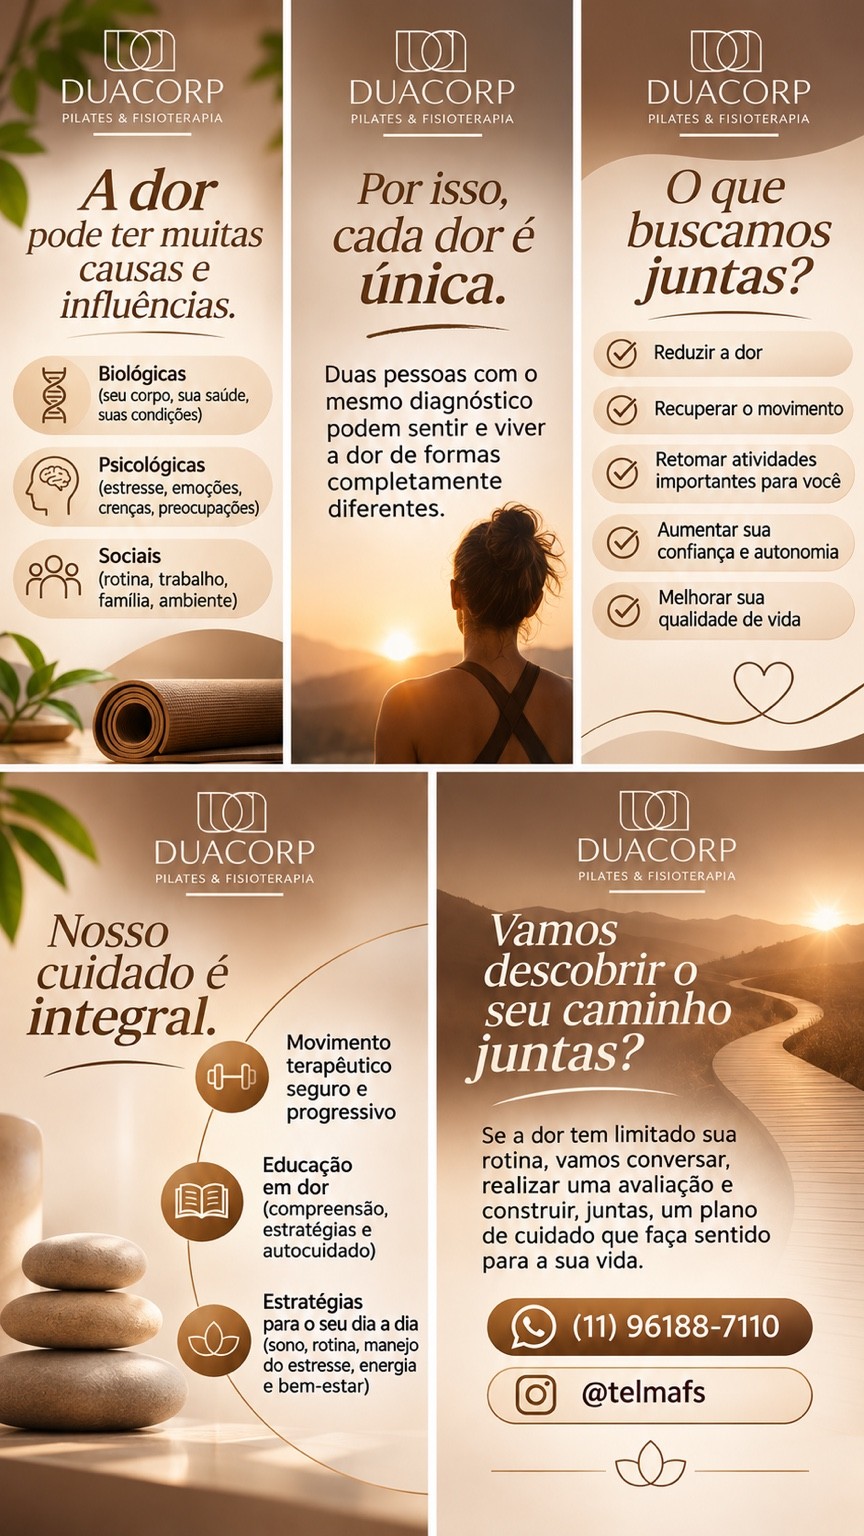 DUACORP
PILATES & FISIOTERAPIA
A dor
pode ter muitas
causas e
influências.
Biológicas
(seu corpo, sua saúde,
suas condições)
Psicológicas
(estresse, emoções,
crenças, preocupações)
Sociais
(rotina, trabalho,
família, ambiente)
DUACORP
PILATES & FISIOTERAPIA
Por isso,
cada dor é
única.
Duas pessoas com o
mesmo diagnóstico
podem sentir e viver
a dor de formas
completamente
diferentes.
DUACORP
PILATES & FISIOTERAPIA
O que
buscamos
juntas?
Reduzir a dor
Recuperar o movimento
Retomar atividades
importantes para você
Aumentar sua
confiança e autonomia
Melhorar sua
qualidade de vida
DUACORP
PILATES & FISIOTERAPIA
Nosso
cuidado é
integral.
Movimento
terapêutico
seguro e
progressivo
Educação
em dor
(compreensão,
estratégias e
autocuidado)
Estratégias
para o seu dia a dia
(sono, rotina, manejo
do estresse, energia
e bem-estar)
DUACORP
PILATES & FISIOTERAPIA
Vamos
descobrir o
seu caminho
juntas?
Se a dor tem limitado sua
rotina, vamos conversar,
realizar uma avaliação e
construir, juntas, um plano
de cuidado que faça sentido
para a sua vida.
(11) 96188-7110
@telmafs